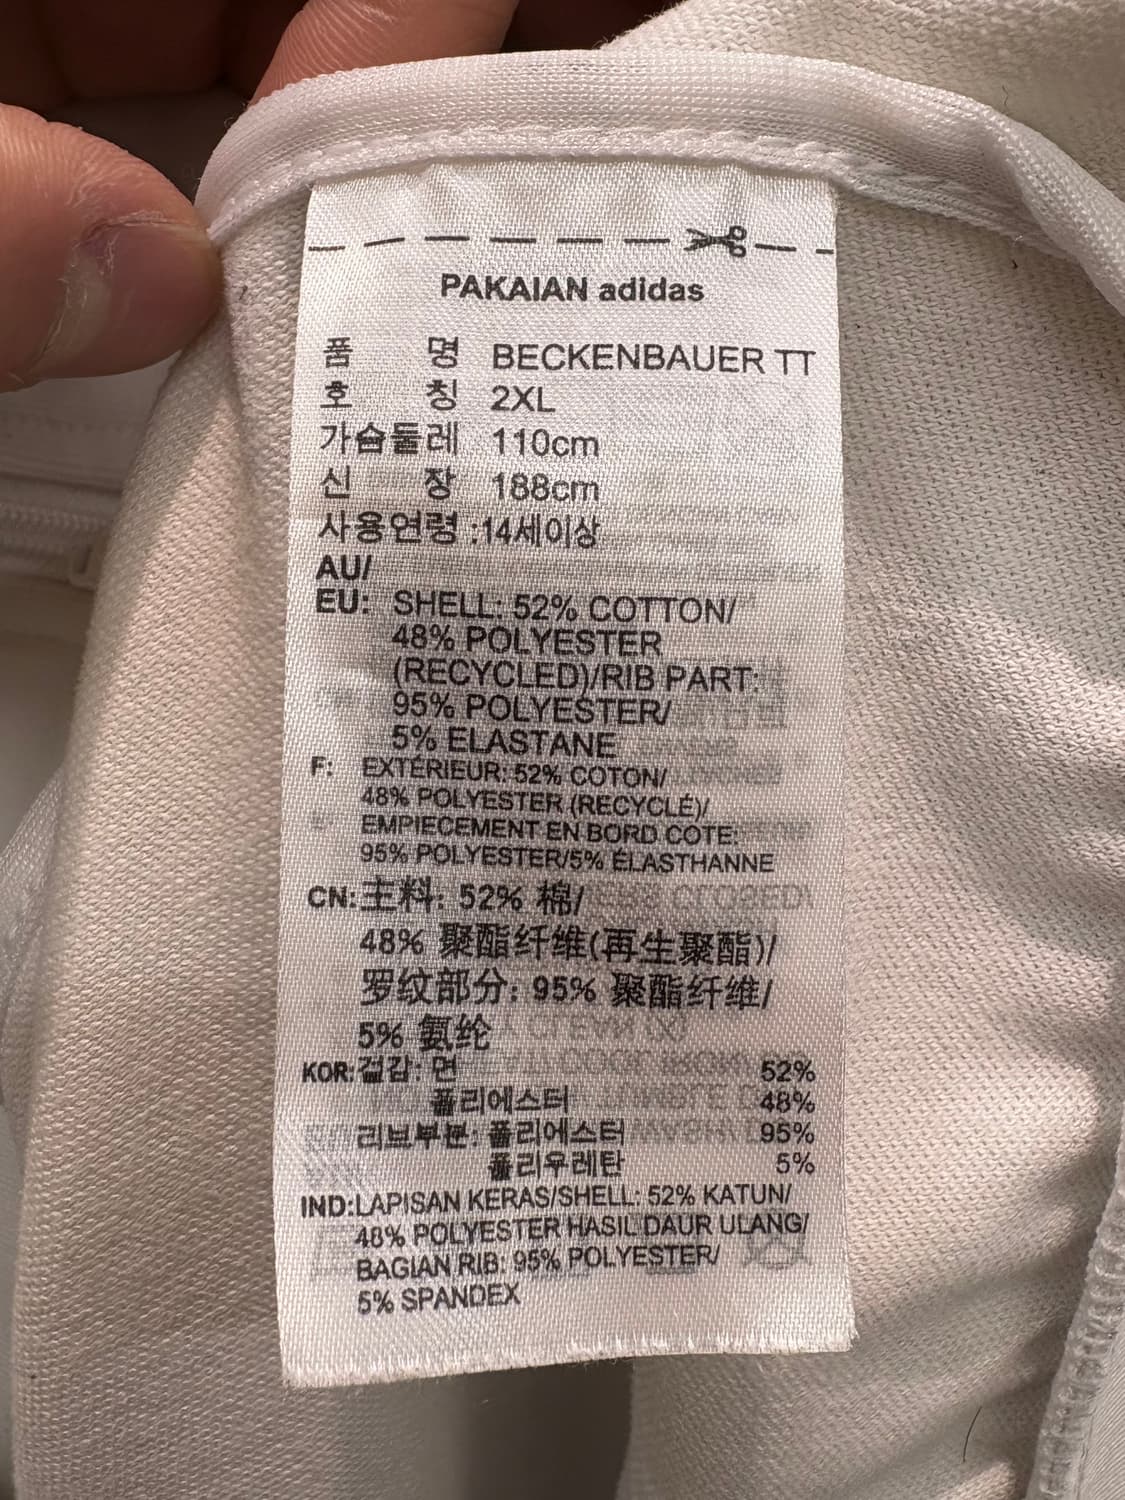 PAKAIAN adidas
품 명 BECKENBAUER TT
호 칭 2XL
가슴둘레 110cm
신 장 188cm
사용연령 :14세이상
AU/
EU: SHELL: 52% COTTON/
48% POLYESTER
(RECYCLED)/RIB PART:
95% POLYESTER/
5% ELASTANE
F: EXTÉRIEUR: 52% COTON/
48% POLYESTER (RECYCLÉ)/
EMPIECEMENT EN BORD COTE:
95% POLYESTER/5% ÉLASTHANNE
CN: 主料: 52% 棉/
48% 聚酯纤维(再生聚酯)/
罗纹部分: 95% 聚酯纤维/
5% 氨纶
KOR: 겉감: 면 52%
폴리에스터 48%
리브부분: 폴리에스터 95%
폴리우레탄 5%
IND: LAPISAN KERAS/SHELL: 52% KATUN/
48% POLYESTER HASIL DAUR ULANG/
BAGIAN RIB: 95% POLYESTER/
5% SPANDEX